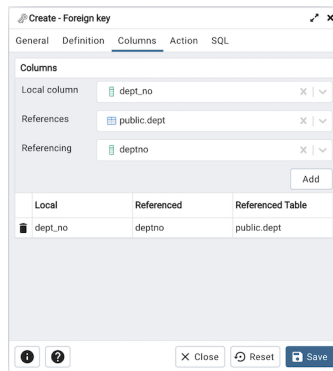 Create - Foreign key
General Definition Columns Action SQL
Columns
Local column dept_no
References public.dept
Referencing deptno
Add
Local Referenced Referenced Table
dept_no deptno public.dept
Close Reset Save